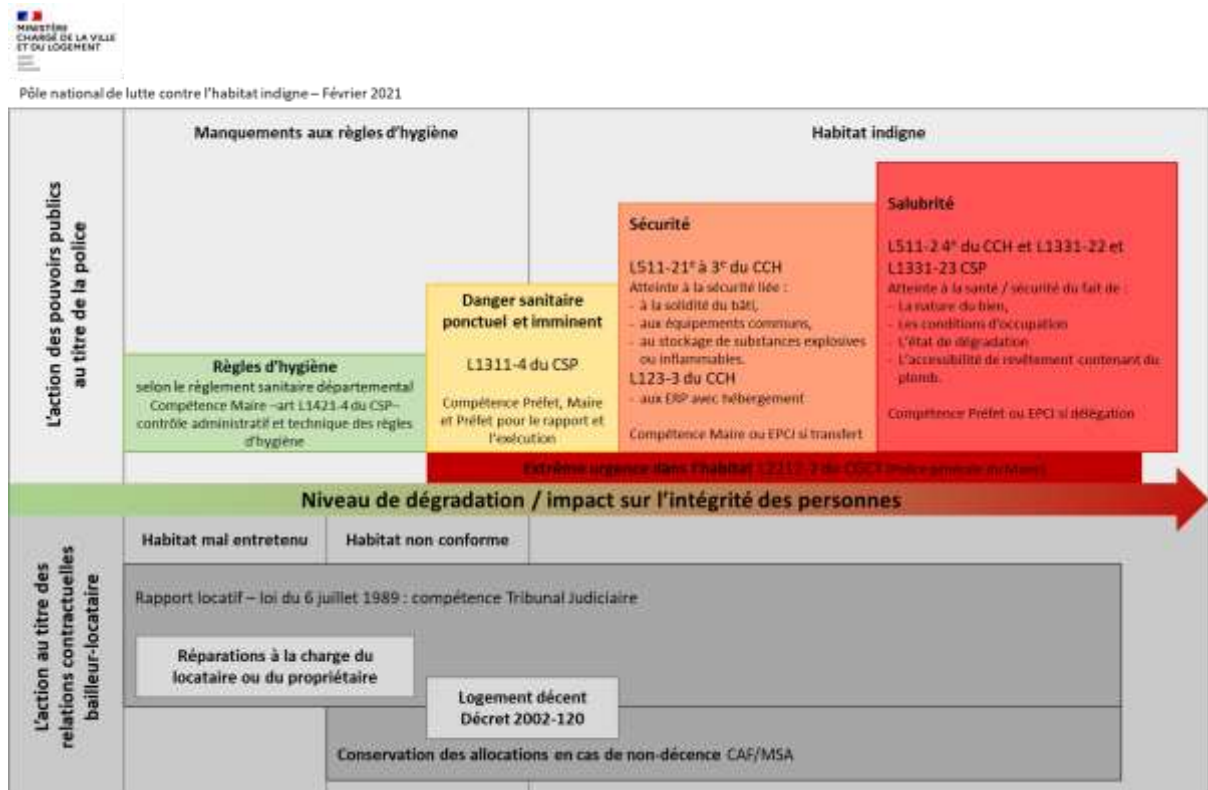 MINISTÈRE
CHARGÉ DE LA VILLE
ET DU LOGEMENT
Pôle national de lutte contre l'habitat indigne – Février 2021
L'action des pouvoirs publics
au titre de la police
Manquements aux règles d'hygiène
Habitat indigne
Règles d'hygiène
selon le règlement sanitaire départemental
Compétence Maire –art L1421-4 du CSP–
contrôle administratif et technique des règles
d'hygiène
Danger sanitaire
ponctuel et imminent
L1311-4 du CSP
Compétence Préfet, Maire
et Préfet pour le rapport et
l'exécution
Sécurité
L511-21° à 3° du CCH
Atteinte à la sécurité liée :
- à la solidité du bâti,
- aux équipements communs,
- au stockage de substances explosives
ou inflammables.
L123-3 du CCH
- aux ERP avec hébergement
Compétence Maire ou EPCI si transfert
Salubrité
L511-2 4° du CCH et L1331-22 et
L1331-23 CSP
Atteinte à la santé / sécurité du fait de :
- La nature du bien,
- Les conditions d'occupation
- L'état de dégradation
- L'accessibilité de revêtement contenant du
plomb.
Compétence Préfet ou EPCI si délégation
Extrême urgence dans l'habitat
Niveau de dégradation / impact sur l'intégrité des personnes
L'action au titre des
relations contractuelles
bailleur-locataire
Habitat mal entretenu
Habitat non conforme
Rapport locatif – loi du 6 juillet 1989 : compétence Tribunal Judiciaire
Réparations à la charge du
locataire ou du propriétaire
Logement décent
Décret 2002-120
Conservation des allocations en cas de non-décence CAF/MSA